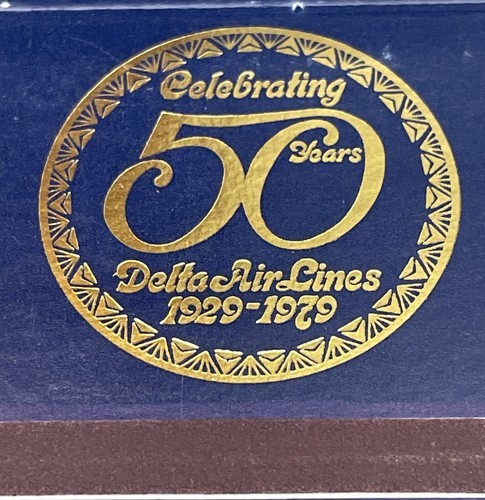 Celebrating
50
Years
Delta Air Lines
1929-1979